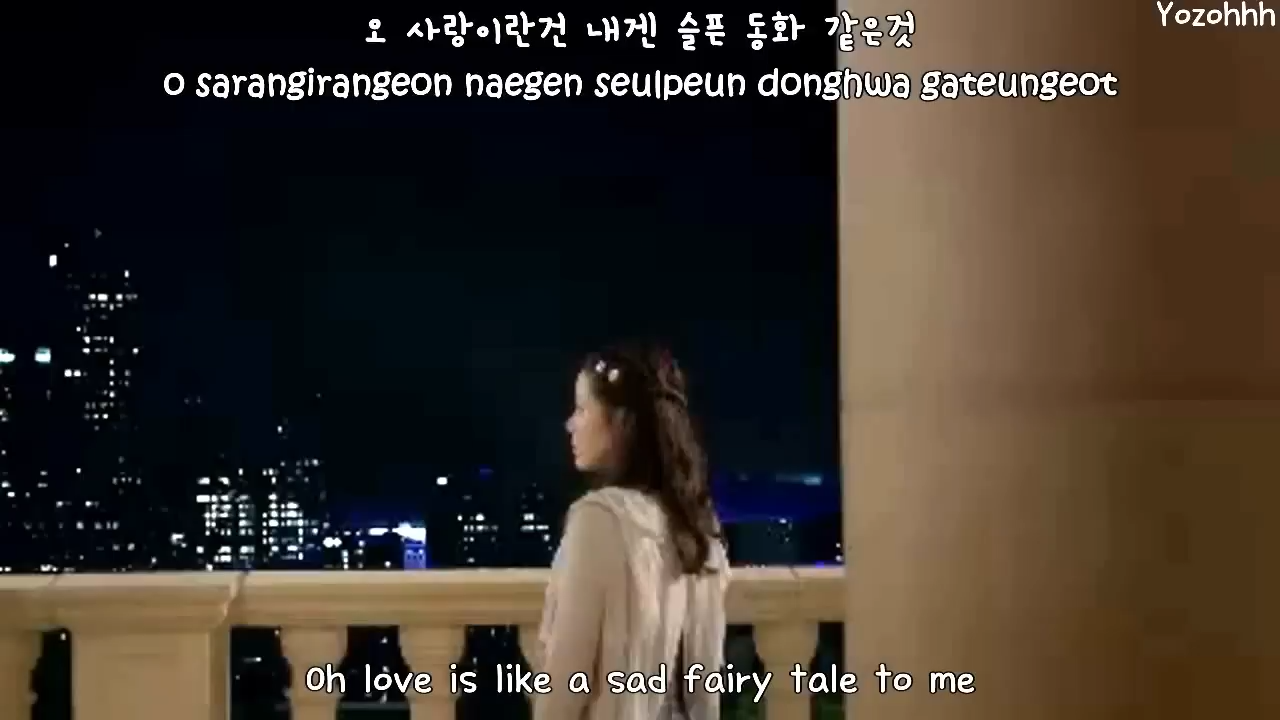 Yozohhh
오 사랑이란건 내겐 슬픈 동화 같은것
o sarangirangeon naegen seulpeun donghwa gateungeot
Oh love is like a sad fairy tale to me